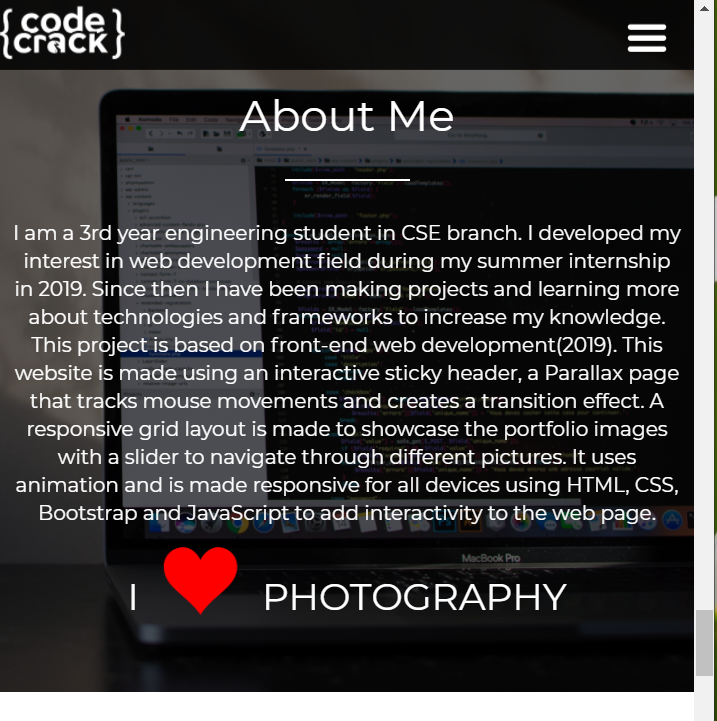 {code
crack}
About Me
I am a 3rd year engineering student in CSE branch. I developed my
interest in web development field during my summer internship
in 2019. Since then I have been making projects and learning more
about technologies and frameworks to increase my knowledge.
This project is based on front-end web development(2019). This
website is made using an interactive sticky header, a Parallax page
that tracks mouse movements and creates a transition effect. A
responsive grid layout is made to showcase the portfolio images
with a slider to navigate through different pictures. It uses
animation and is made responsive for all devices using HTML, CSS,
Bootstrap and JavaScript to add interactivity to the web page.
MacBook Pro
I ❤ PHOTOGRAPHY